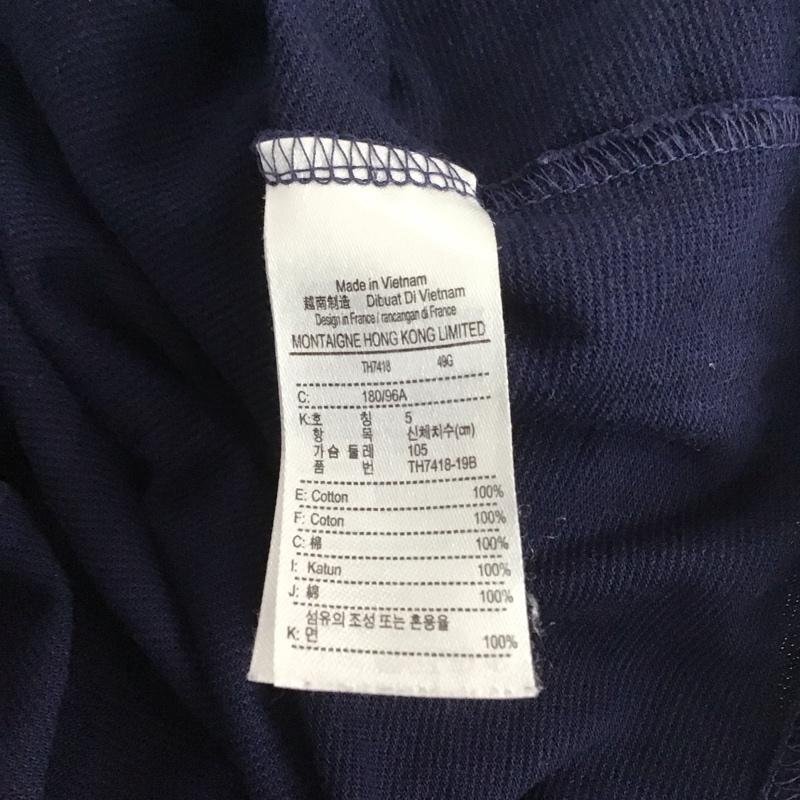 Made in Vietnam
越南制造 Dibuat Di Vietnam
Design in France / rancangan di France
MONTAIGNE HONG KONG LIMITED
TH7418 49G
C: 180/96A
K:호 칭 5
항 목 신체치수(cm)
가슴 둘레 105
품 번 TH7418-19B
E: Cotton 100%
F: Coton 100%
C: 棉 100%
I: Katun 100%
J: 綿 100%
섬유의 조성 또는 혼용율
K: 면 100%